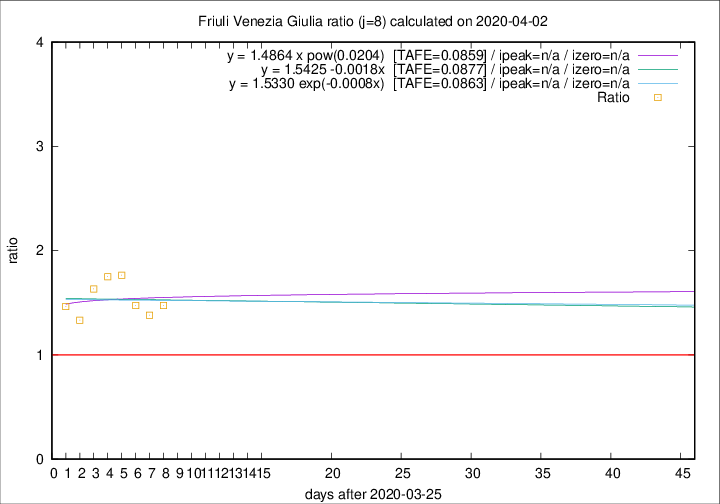 Friuli Venezia Giulia ratio (j=8) calculated on 2020-04-02
y = 1.4864 x pow(0.0204) [TAFE=0.0859] / ipeak=n/a / izero=n/a
y = 1.5425 -0.0018x [TAFE=0.0877] / ipeak=n/a / izero=n/a
y = 1.5330 exp(-0.0008x) [TAFE=0.0863] / ipeak=n/a / izero=n/a
Ratio
4
3
2
1
0
ratio
0 1 2 3 4 5 6 7 8 9 10 11 12 13 14 15 20 25 30 35 40 45
days after 2020-03-25